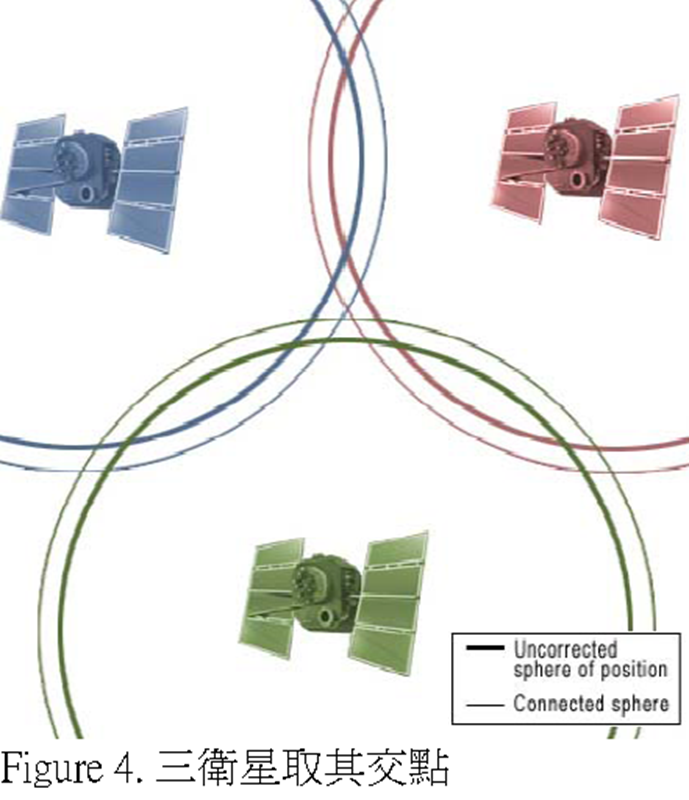 Uncorrected
sphere of position
Connected sphere
Figure 4. 三衛星取其交點